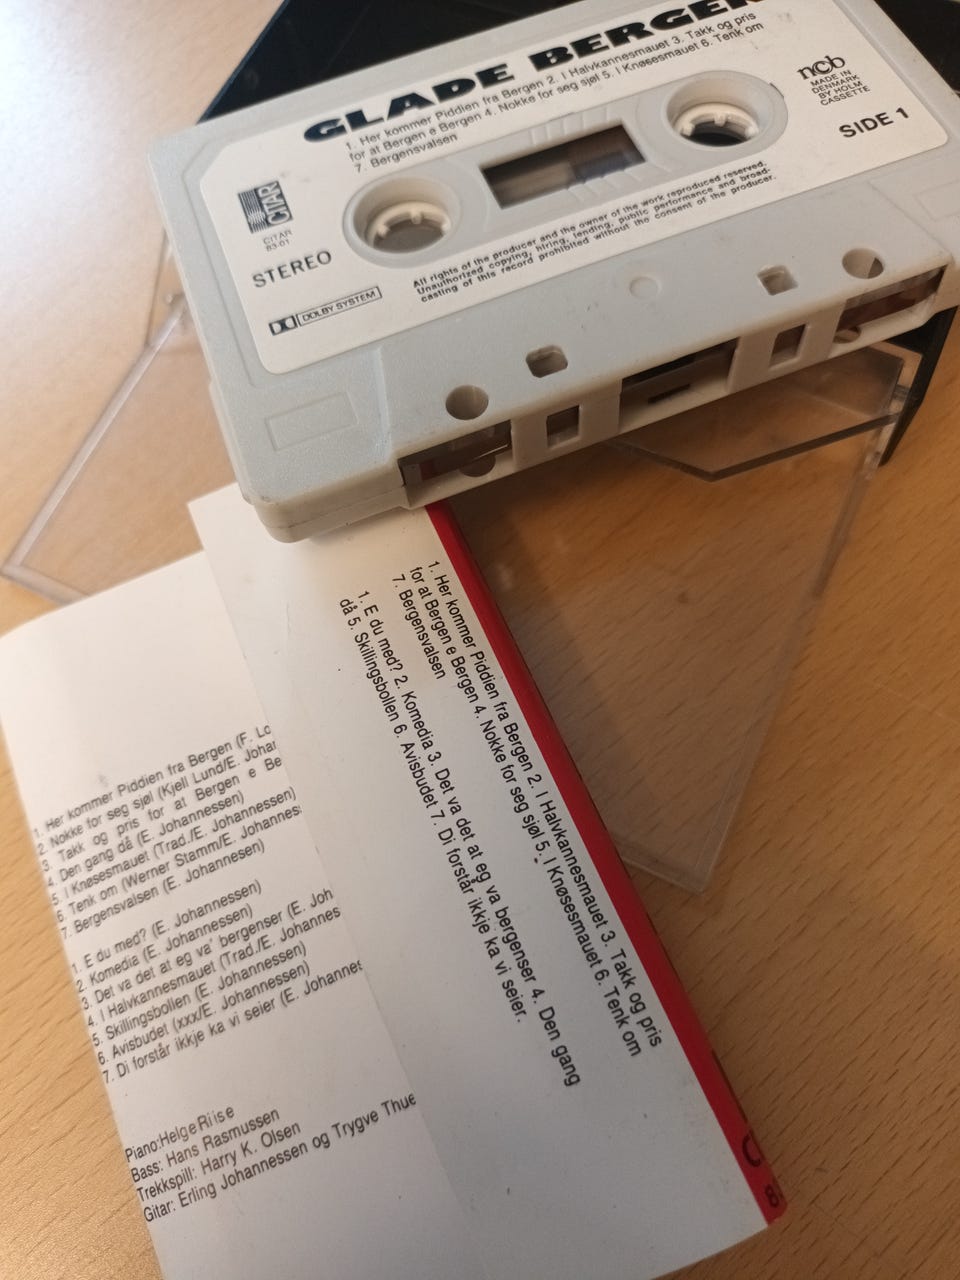 GLADE BERGEN
1. Her kommer Piddien fra Bergen 2. I Halvkannesmauet 3. Takk og pris
for at Bergen e Bergen 4. Nokke for seg sjøl 5. I Knøsesmauet 6. Tenk om
7. Bergensvalsen
CITAR
CITAR
83-01
STEREO
DOLBY SYSTEM
ncb
MADE IN
DENMARK
BY HOLM
CASSETTE
SIDE 1
All rights of the producer and the owner of the work reproduced reserved.
Unauthorized copying, hiring, lending, public performance and broad-
casting of this record prohibited without the consent of the producer.
1. Her kommer Piddien fra Bergen 2. I Halvkannesmauet 3. Takk og pris
for at Bergen e Bergen 4. Nokke for seg sjøl 5. I Knøsesmauet 6. Tenk om
7. Bergensvalsen
1. E du med? 2. Komedia 3. Det va det at eg va bergenser 4. Den gang
då 5. Skillingsbollen 6. Avisbudet 7. Di forstår ikkje ka vi seier.
1. Her kommer Piddien fra Bergen (F. Lo
2. Nokke for seg sjøl (Kjell Lund/E. Johan
3. Takk og pris for at Bergen e Be
4. Den gang då (E. Johannessen)
5. I Knøsesmauet (Trad./E. Johannessen)
6. Tenk om (Werner Stamm/E. Johannes
7. Bergensvalsen (E. Johannesen)
1. E du med? (E. Johannessen)
2. Komedia (E. Johannessen)
3. Det va det at eg va' bergenser (E. Joh
4. I Halvkannesmauet (Trad./E. Johannes
5. Skillingsbollen (E. Johannessen)
6. Avisbudet (xxx/E. Johannessen)
7. Di forstår ikkje ka vi seier (E. Johannes
Piano:Helge Riise
Bass: Hans Rasmussen
Trekkspill: Harry K. Olsen
Gitar: Erling Johannessen og Trygve Thue